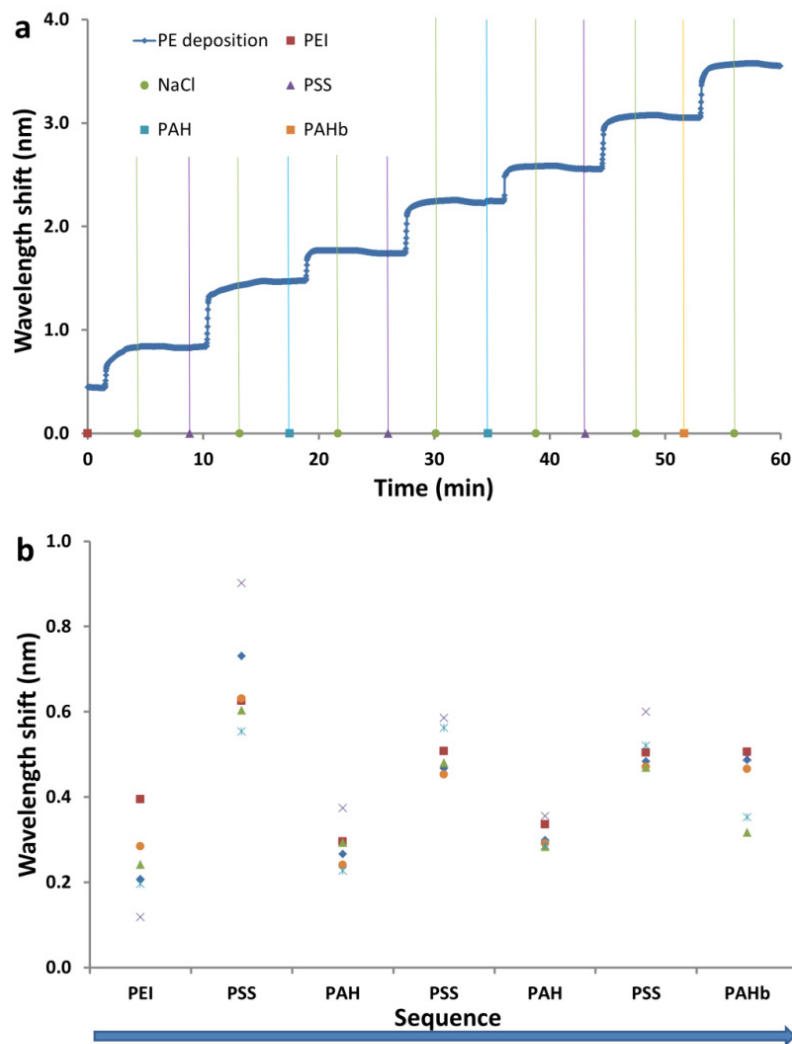 a
PE deposition PEI
NaCl PSS
PAH PAHb
Wavelength shift (nm)
4.0
3.0
2.0
1.0
0.0
0 10 20 30 40 50 60
Time (min)
b
Wavelength shift (nm)
1.0
0.8
0.6
0.4
0.2
0.0
PEI PSS PAH PSS PAH PSS PAHb
Sequence